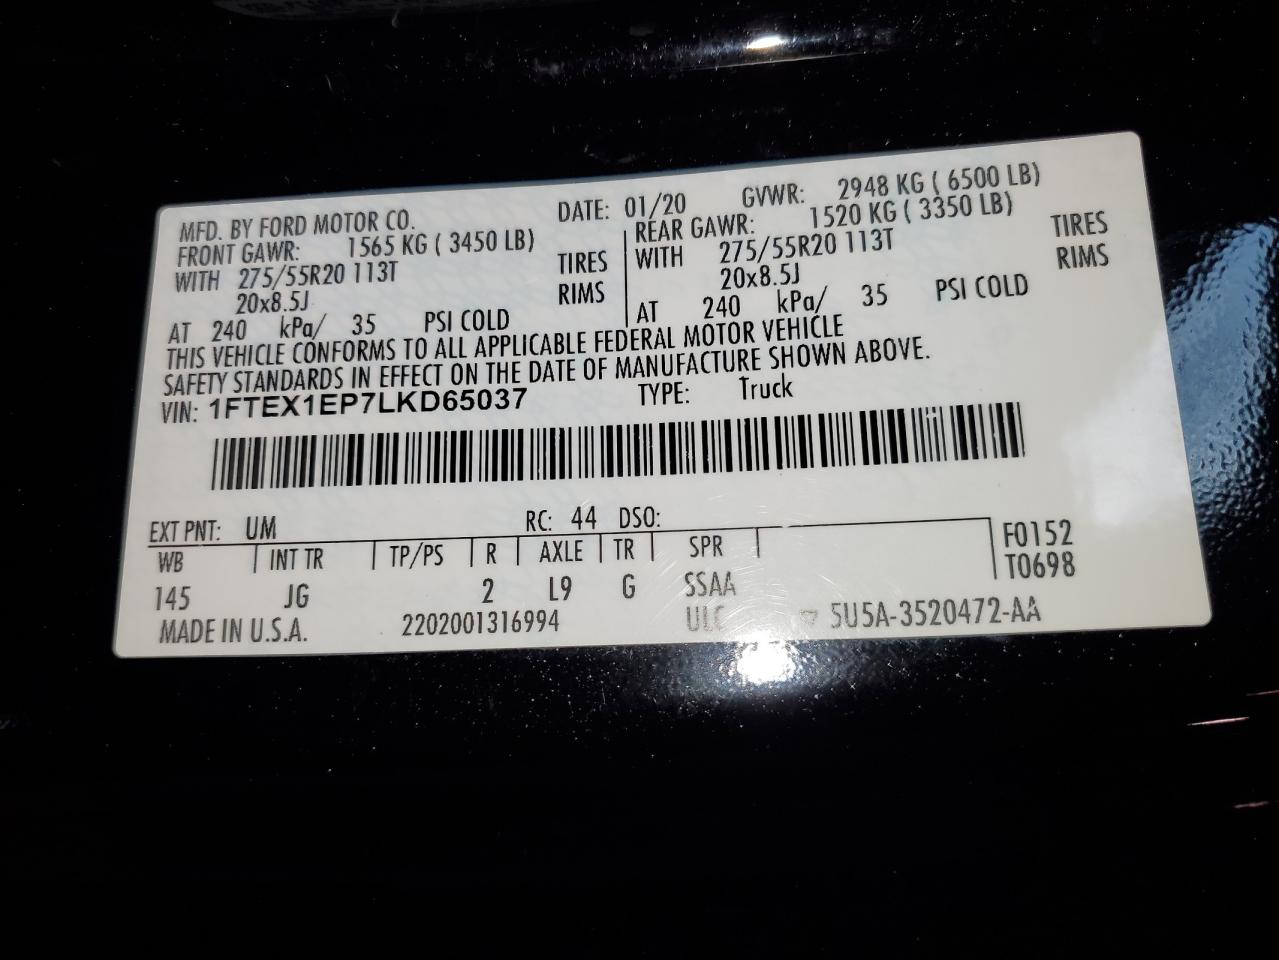 MFD. BY FORD MOTOR CO. DATE: 01/20 GVWR: 2948 KG ( 6500 LB)
FRONT GAWR: 1565 KG ( 3450 LB) REAR GAWR: 1520 KG ( 3350 LB)
WITH 275/55R20 113T TIRES WITH 275/55R20 113T TIRES
20x8.5J RIMS 20x8.5J RIMS
AT 240 kPa/ 35 PSI COLD AT 240 kPa/ 35 PSI COLD
THIS VEHICLE CONFORMS TO ALL APPLICABLE FEDERAL MOTOR VEHICLE
SAFETY STANDARDS IN EFFECT ON THE DATE OF MANUFACTURE SHOWN ABOVE.
VIN: 1FTEX1EP7LKD65037 TYPE: Truck
EXT PNT: UM RC: 44 DSO:
WB INT TR TP/PS R AXLE TR SPR F0152
T0698
145 JG 2 L9 G SSAA
MADE IN U.S.A. 2202001316994 ULC 5U5A-3520472-AA